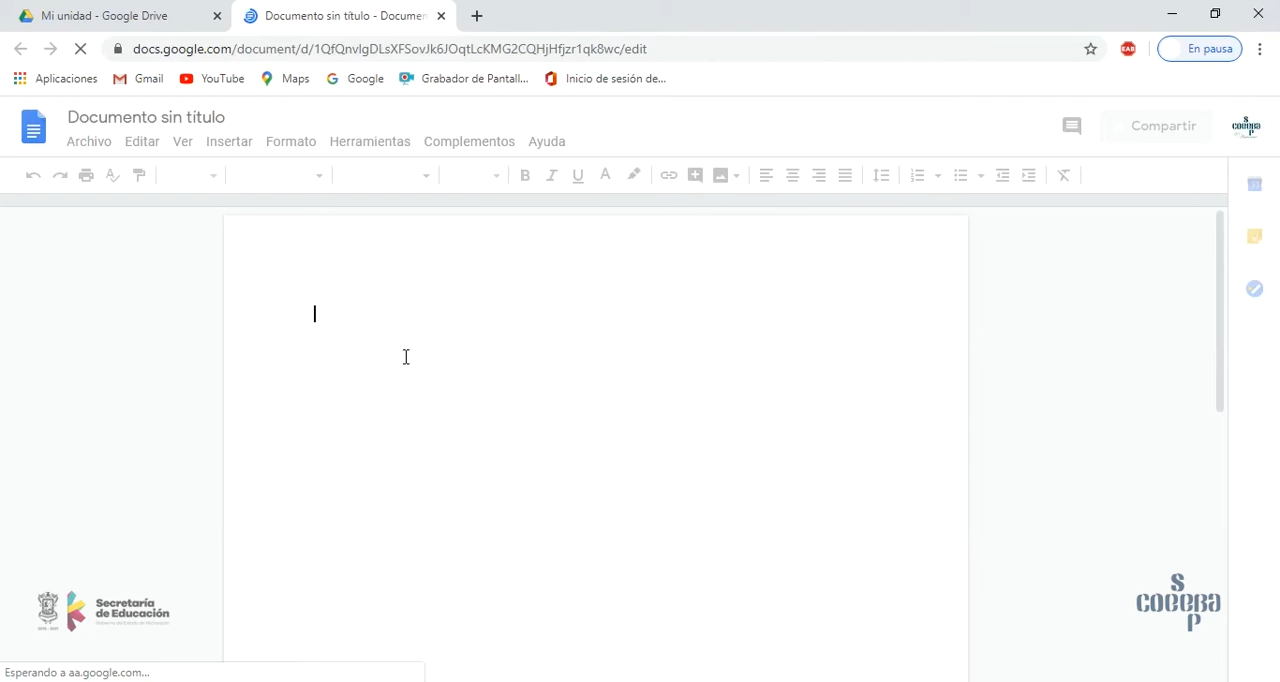 Mi unidad - Google Drive
Documento sin título - Documen
docs.google.com/document/d/1QfQnvlgDLsXFSovJk6JOqtLcKMG2CQHjHfjzr1qk8wc/edit
EAB
En pausa
Aplicaciones
Gmail
YouTube
Maps
Google
Grabador de Pantall...
Inicio de sesión de...
Documento sin título
Archivo
Editar
Ver
Insertar
Formato
Herramientas
Complementos
Ayuda
Compartir
B
I
U
A
Secretaría
de Educación
Esperando a aa.google.com...